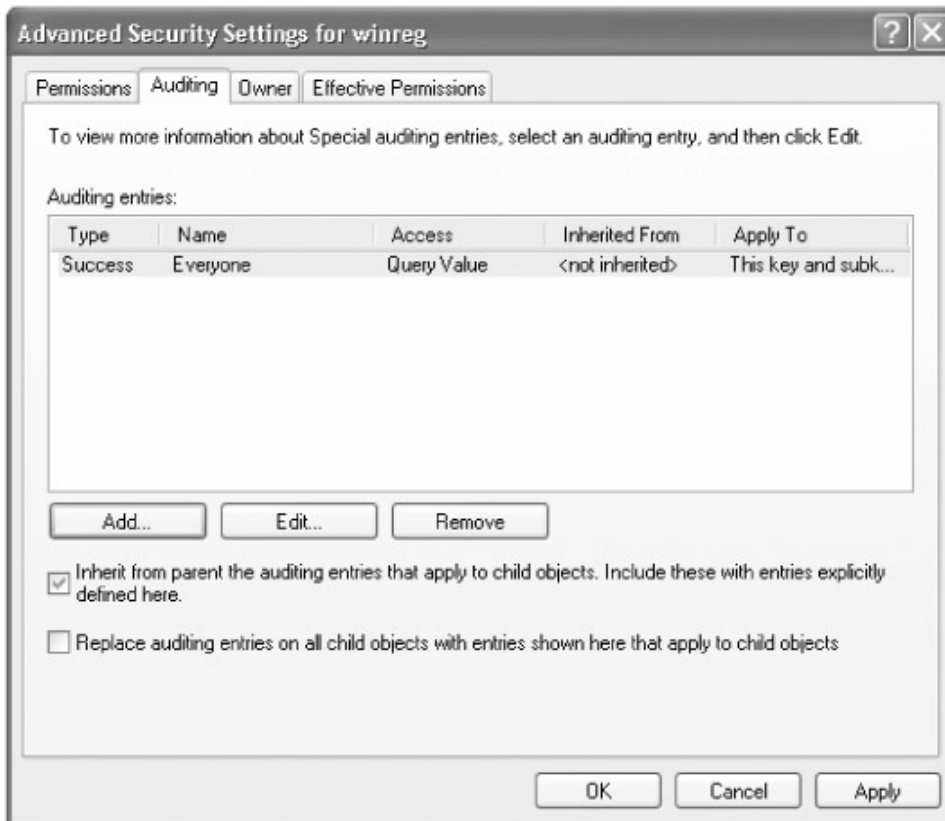 Advanced Security Settings for winreg
Permissions Auditing Owner Effective Permissions
To view more information about Special auditing entries, select an auditing entry, and then click Edit.
Auditing entries:
Type Name Access Inherited From Apply To
Success Everyone Query Value <not inherited> This key and subk...
Add... Edit... Remove
Inherit from parent the auditing entries that apply to child objects. Include these with entries explicitly
defined here.
Replace auditing entries on all child objects with entries shown here that apply to child objects
OK Cancel Apply